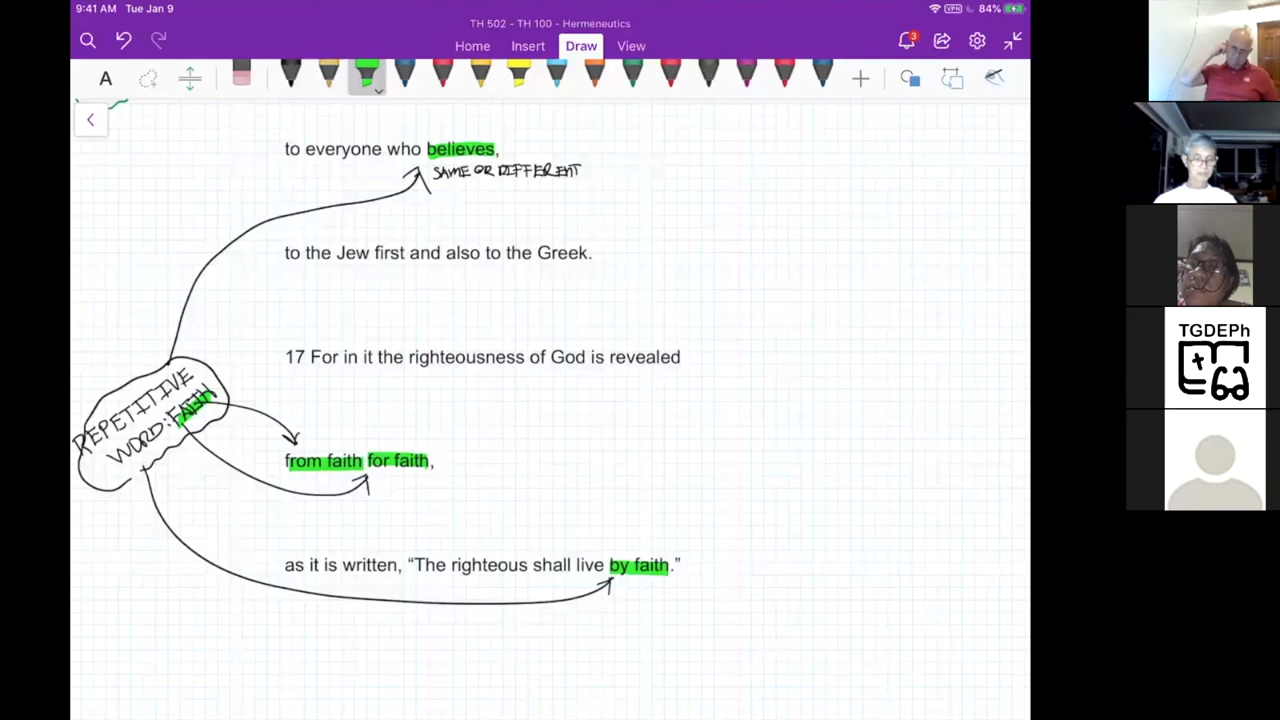 9:41 AM Tue Jan 9
VPN 84%
TH 502 - TH 100 - Hermeneutics
3
Home Insert Draw View
A
to everyone who believes,
SAME OR DIFFERENT
to the Jew first and also to the Greek.
17 For in it the righteousness of God is revealed
REPETITIVE
WORD: FAITH
from faith for faith,
as it is written, “The righteous shall live by faith.”
TGDEPh